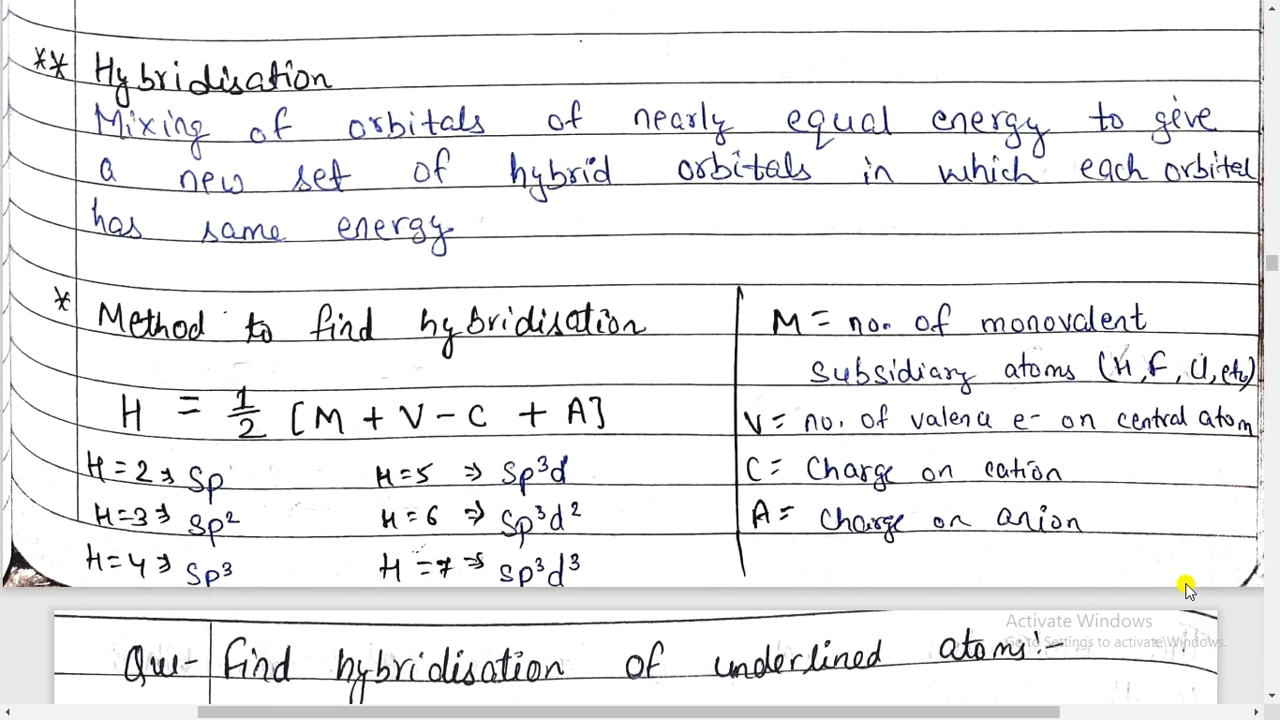 ** Hybridisation
Mixing of orbitals of nearly equal energy to give
a new set of hybrid orbitals in which each orbital
has same energy
* Method to find hybridisation
H = 1/2 [M + V - C + A]
H=2 ⇒ Sp H=5 ⇒ Sp³d
H=3 ⇒ Sp² H=6 ⇒ Sp³d²
H=4 ⇒ Sp³ H=7 ⇒ Sp³d³
M = no. of monovalent
subsidiary atoms (H, F, Cl, etc)
V = no. of valence e- on central atom
C = Charge on cation
A = Charge on anion
Activate Windows
Go to Settings to activate Windows.
Que- find hybridisation of underlined atoms:-